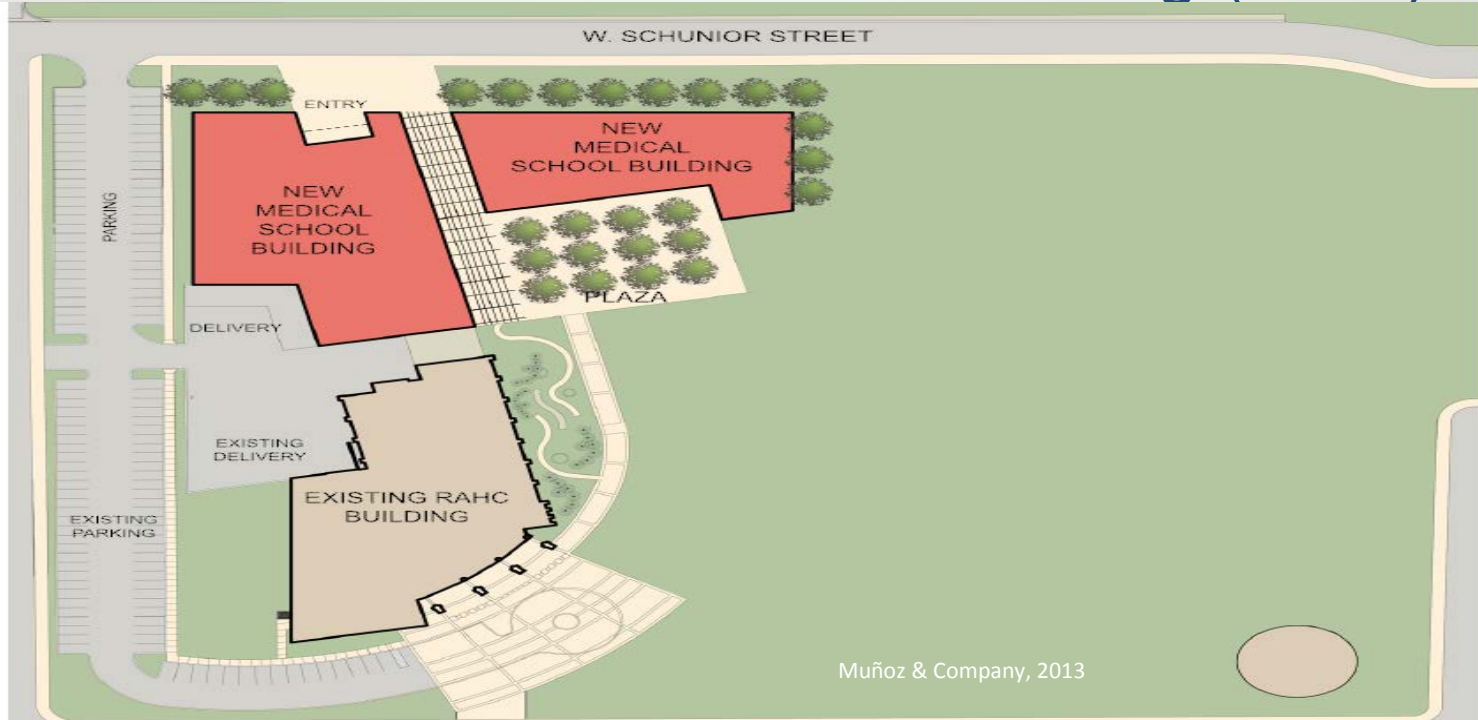 W. SCHUNIOR STREET
ENTRY
NEW
MEDICAL
SCHOOL BUILDING
NEW
MEDICAL
SCHOOL
BUILDING
PARKING
PLAZA
DELIVERY
EXISTING
DELIVERY
EXISTING RAHC
BUILDING
EXISTING
PARKING
Muñoz & Company, 2013